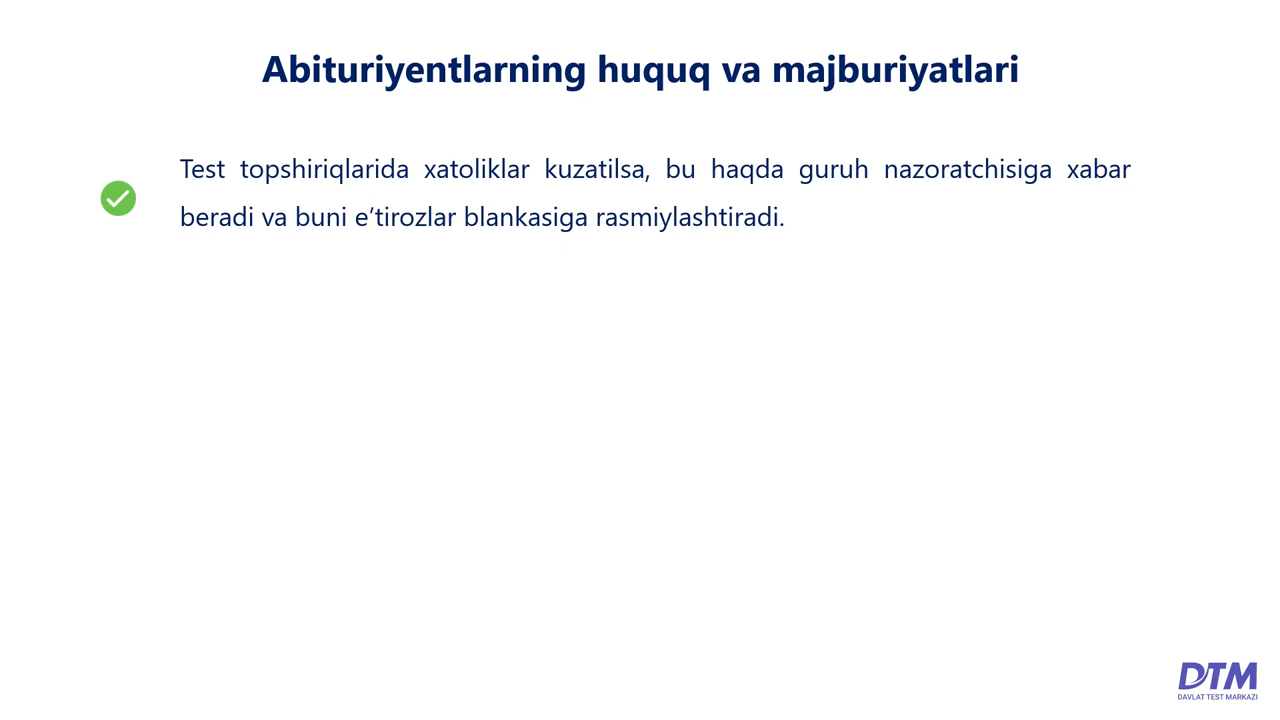 Abituriyentlarning huquq va majburiyatlari
Test topshiriqlarida xatoliklar kuzatilsa, bu haqda guruh nazoratchisiga xabar
beradi va buni e’tirozlar blankasiga rasmiylashtiradi.
DTM
DAVLAT TEST MARKAZI